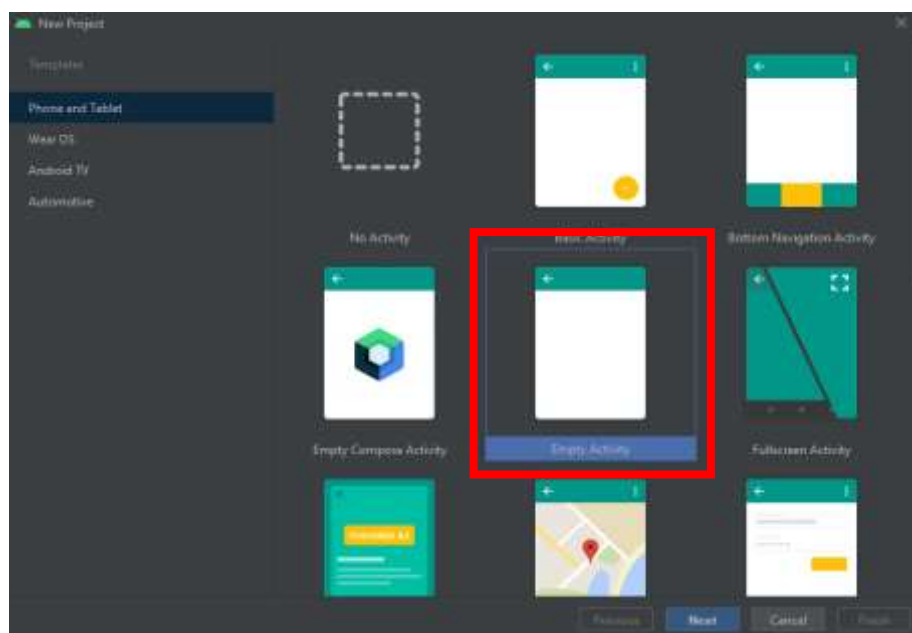 New Project
Templates
Phone and Tablet
Wear OS
Android TV
Automotive
No Activity
Basic Activity
Bottom Navigation Activity
Empty Compose Activity
Empty Activity
Fullscreen Activity
Previous
Next
Cancel
Finish